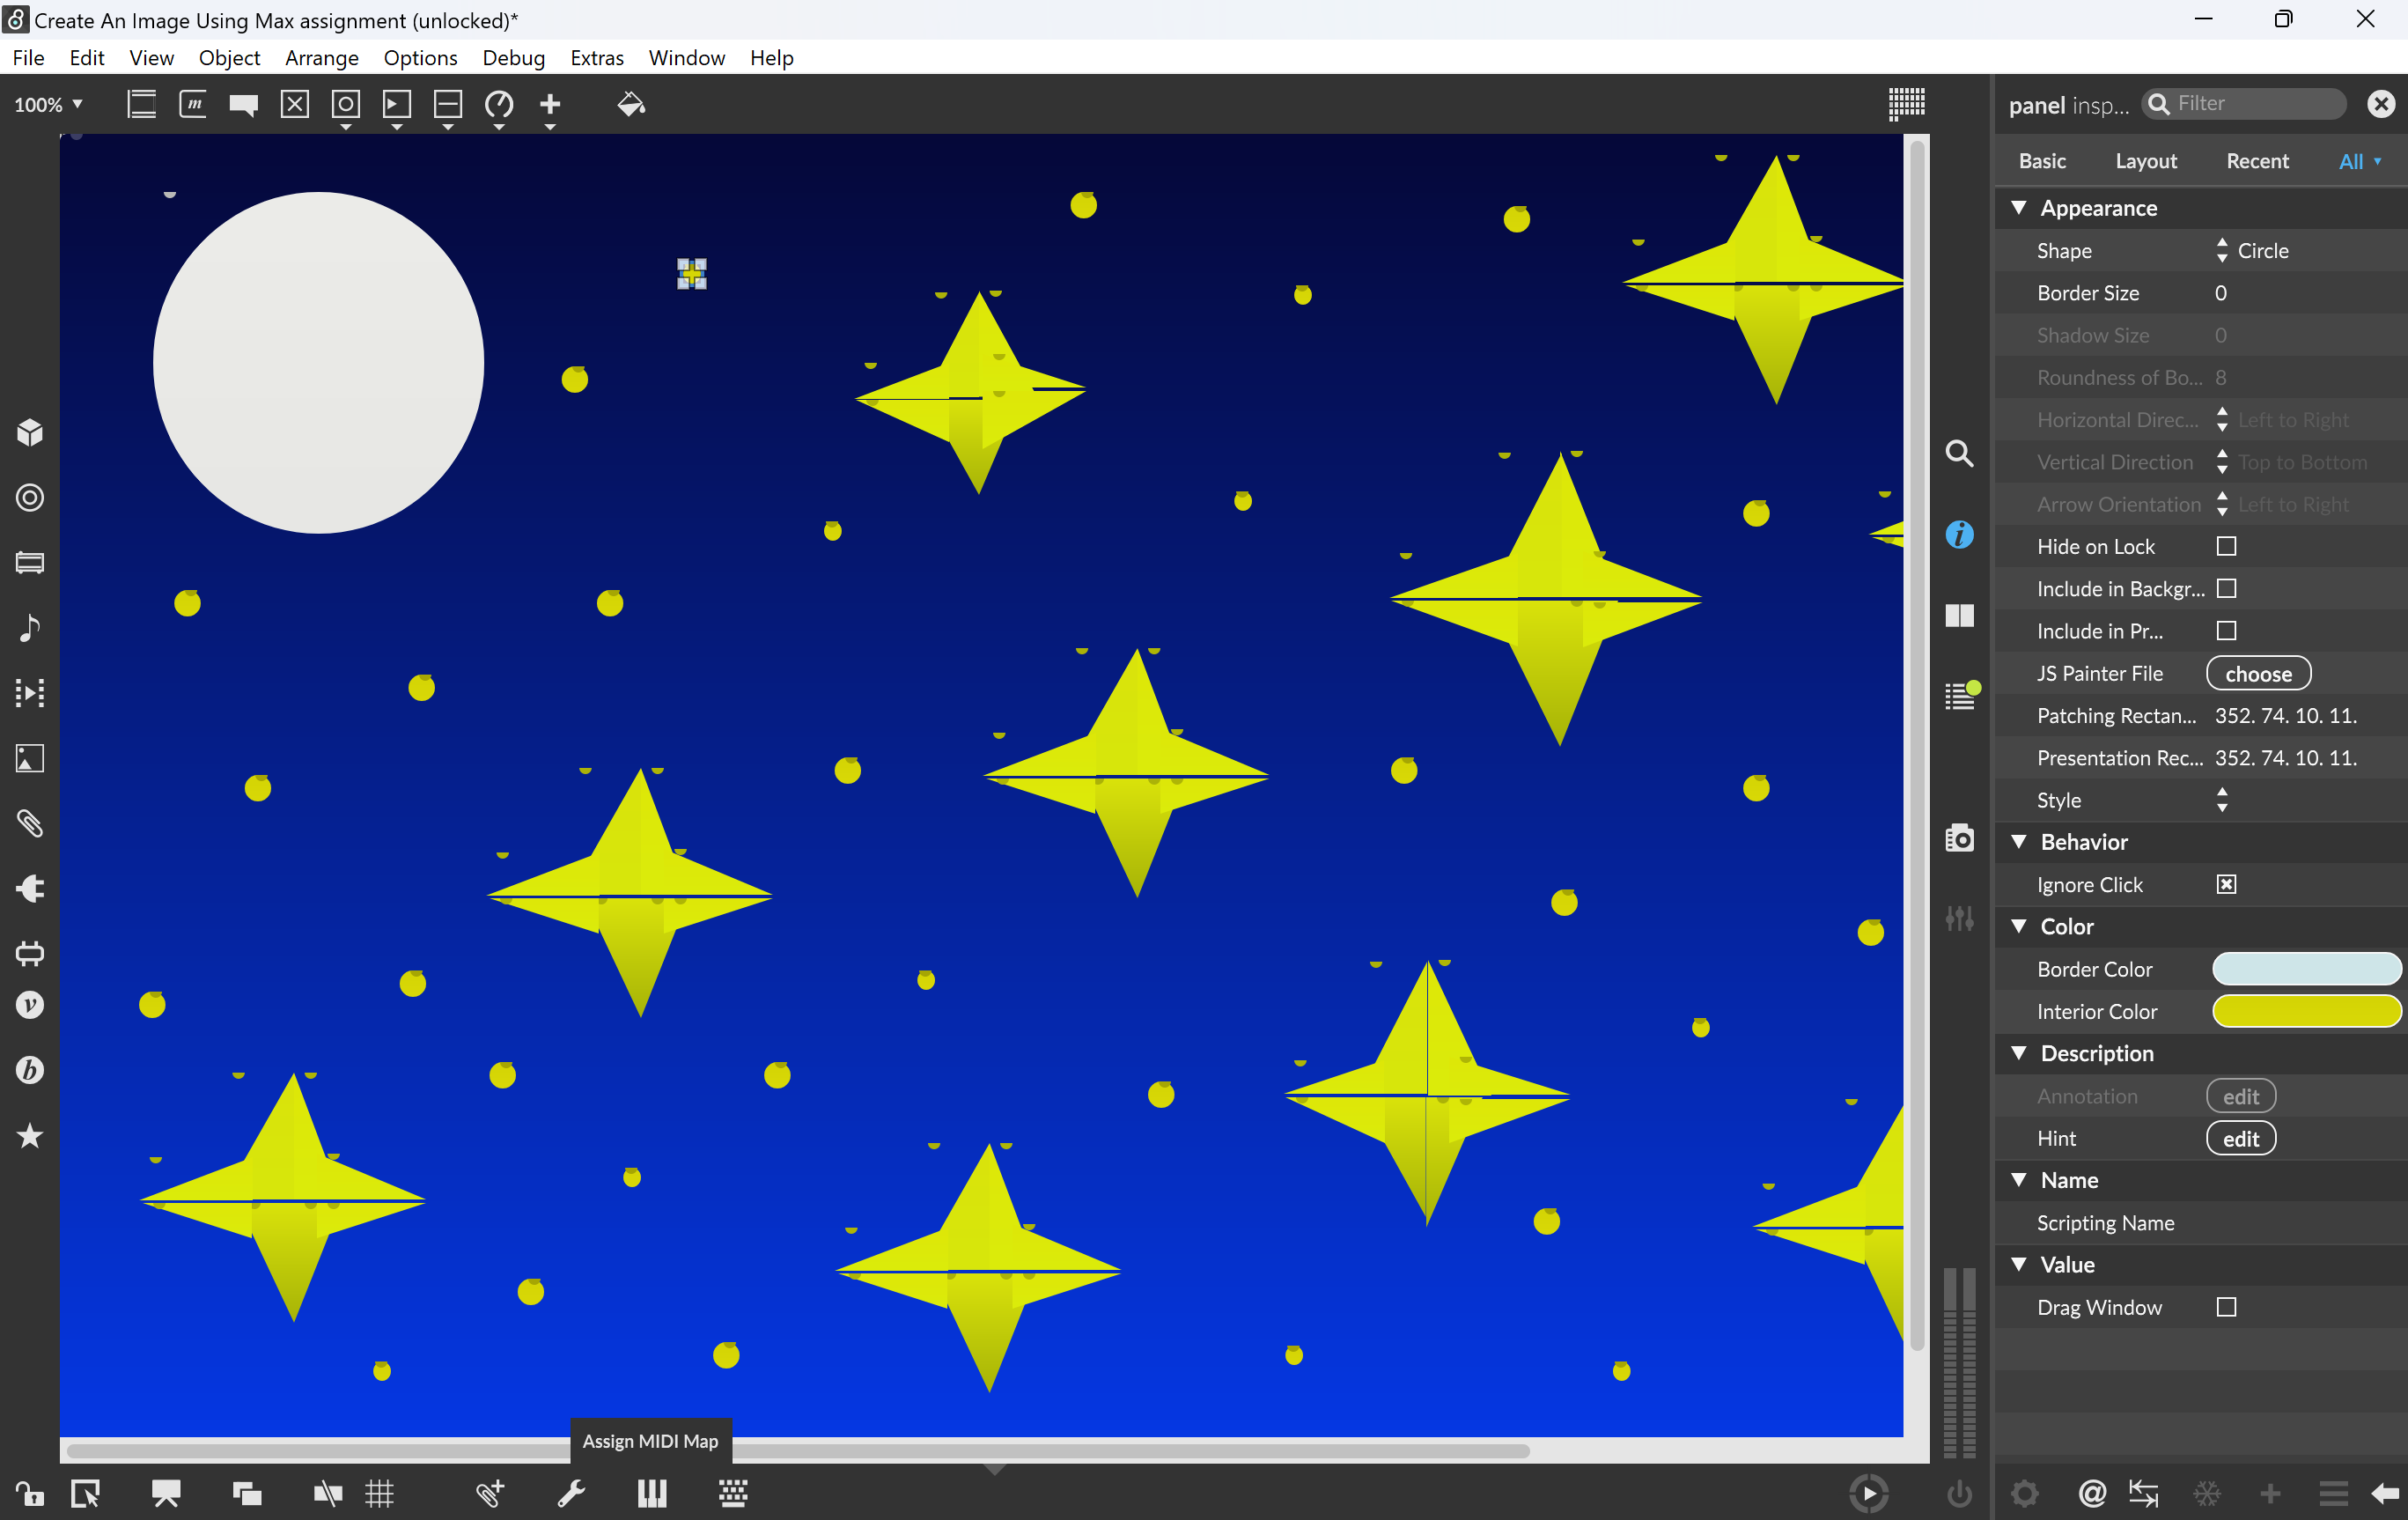 Create An Image Using Max assignment (unlocked)*
File Edit View Object Arrange Options Debug Extras Window Help
100%
m
panel insp... Filter
Basic Layout Recent All
Appearance
Shape Circle
Border Size 0
Shadow Size 0
Roundness of Bo... 8
Horizontal Direc... Left to Right
Vertical Direction Top to Bottom
Arrow Orientation Left to Right
Hide on Lock
Include in Backgr...
Include in Pr...
JS Painter File choose
Patching Rectan... 352. 74. 10. 11.
Presentation Rec... 352. 74. 10. 11.
Style
Behavior
Ignore Click
Color
Border Color
Interior Color
Description
Annotation edit
Hint edit
Name
Scripting Name
Value
Drag Window
i
v
b
Assign MIDI Map
@